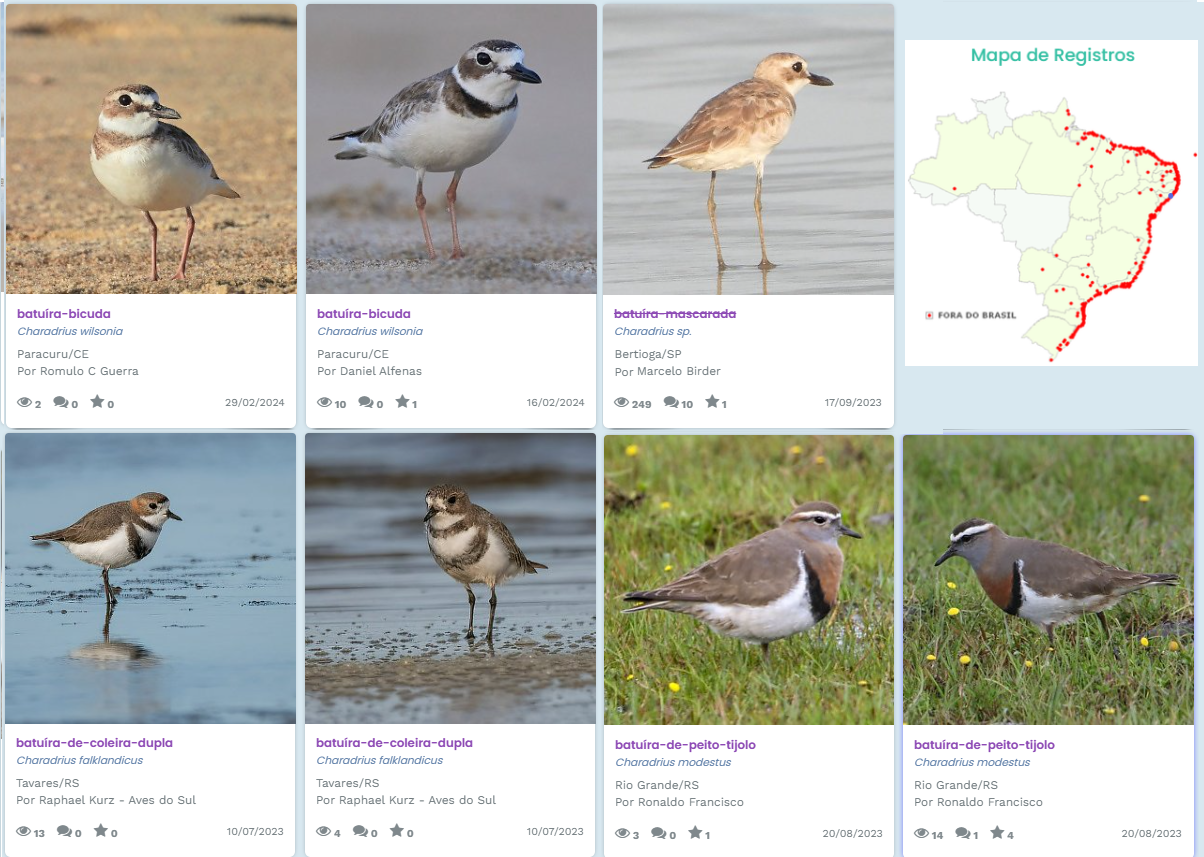 Mapa de Registros
FORA DO BRASIL
batuíra-bicuda
Charadrius wilsonia
Paracuru/CE
Por Romulo C Guerra
2 0 0 29/02/2024
batuíra-bicuda
Charadrius wilsonia
Paracuru/CE
Por Daniel Alfenas
10 0 1 16/02/2024
batuíra-mascarada
Charadrius sp.
Bertioga/SP
Por Marcelo Birder
249 10 1 17/09/2023
batuíra-de-coleira-dupla
Charadrius falklandicus
Tavares/RS
Por Raphael Kurz - Aves do Sul
13 0 0 10/07/2023
batuíra-de-coleira-dupla
Charadrius falklandicus
Tavares/RS
Por Raphael Kurz - Aves do Sul
4 0 0 10/07/2023
batuíra-de-peito-tijolo
Charadrius modestus
Rio Grande/RS
Por Ronaldo Francisco
3 0 1 20/08/2023
batuíra-de-peito-tijolo
Charadrius modestus
Rio Grande/RS
Por Ronaldo Francisco
14 1 4 20/08/2023